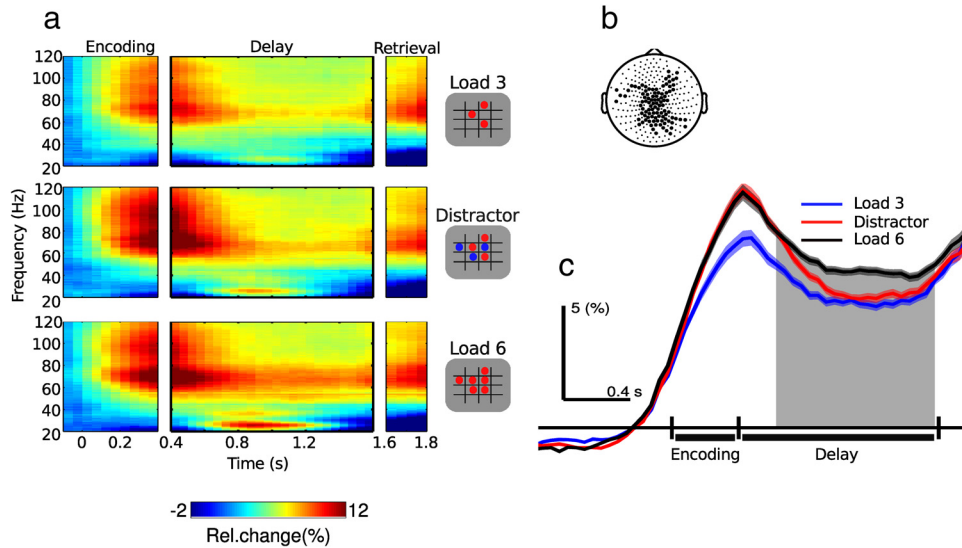 a
b
Encoding
Delay
Retrieval
120
100
80
60
40
20
Load 3
120
100
80
60
40
20
Distractor
120
100
80
60
40
20
Load 6
Frequency (Hz)
0
0.2
0.4
0.8
1.2
1.6
1.8
Time (s)
-2
12
Rel.change(%)
Load 3
Distractor
Load 6
c
5 (%)
0.4 s
Encoding
Delay